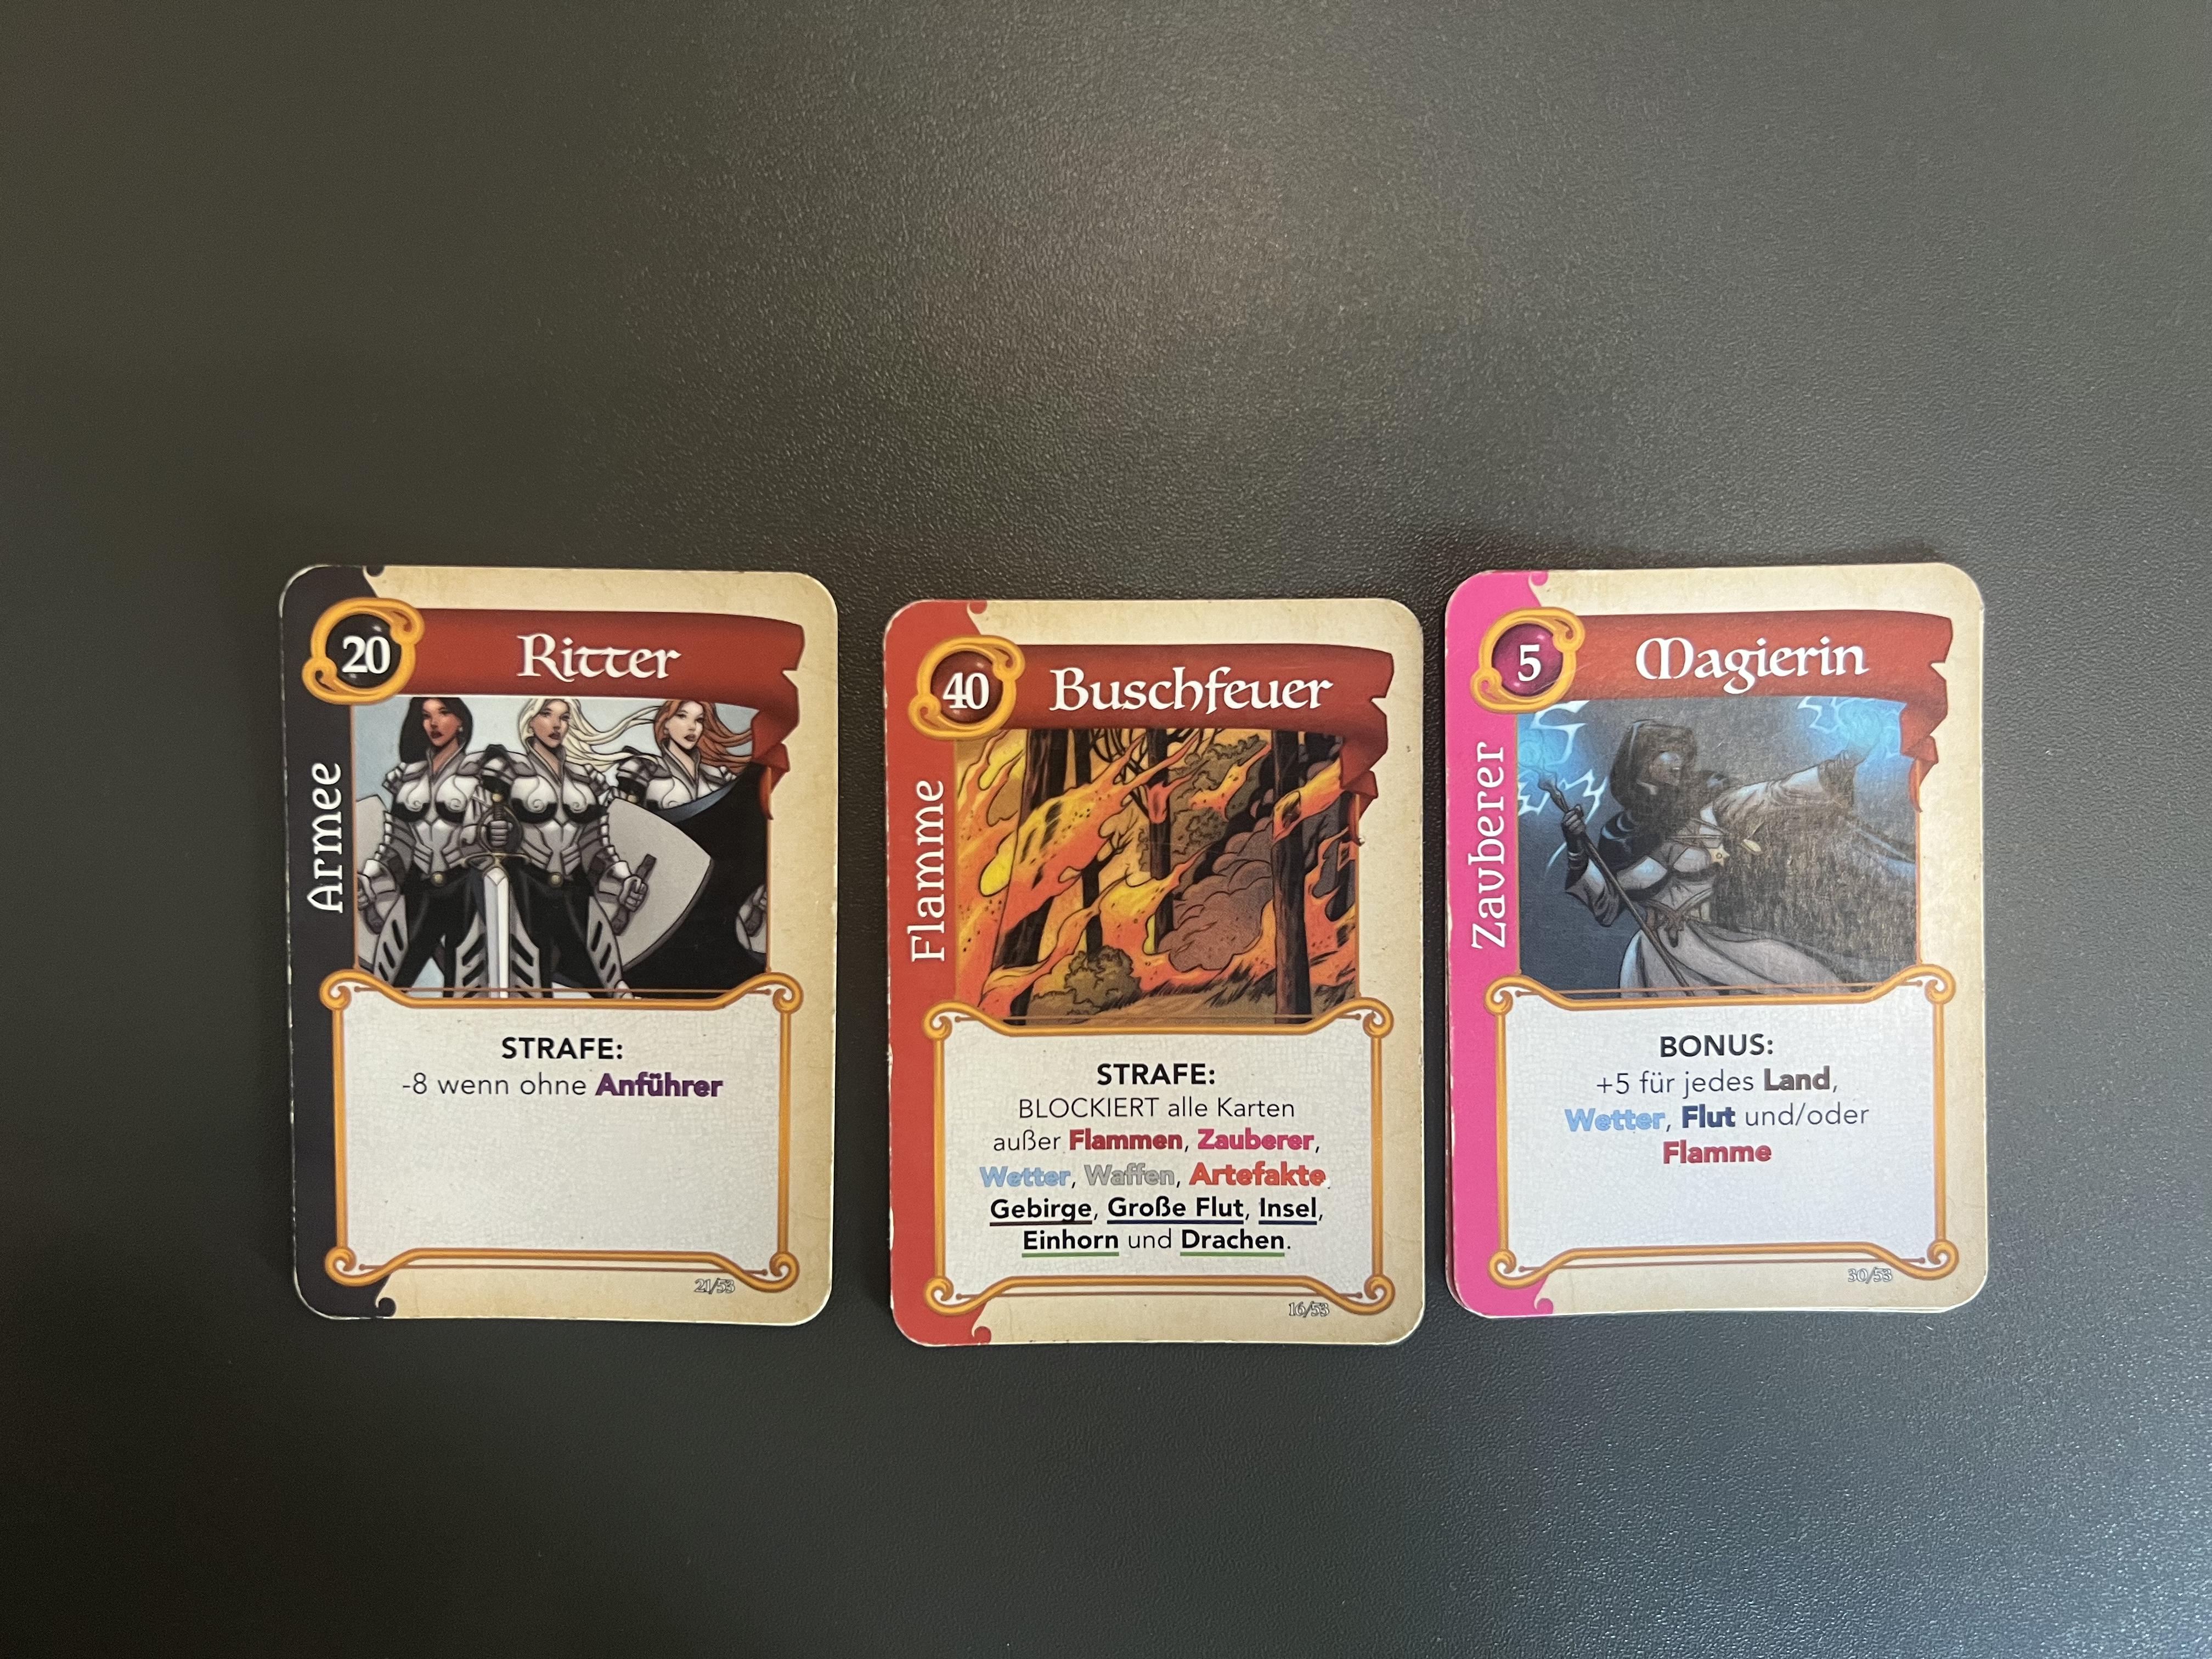 20
Ritter
Armee
STRAFE:
-8 wenn ohne Anführer
21/53
40
Buschfeuer
Flamme
STRAFE:
BLOCKIERT alle Karten
außer Flammen, Zauberer,
Wetter, Waffen, Artefakte,
Gebirge, Große Flut, Insel,
Einhorn und Drachen.
16/53
5
Magierin
Zauberer
BONUS:
+5 für jedes Land,
Wetter, Flut und/oder
Flamme
30/53